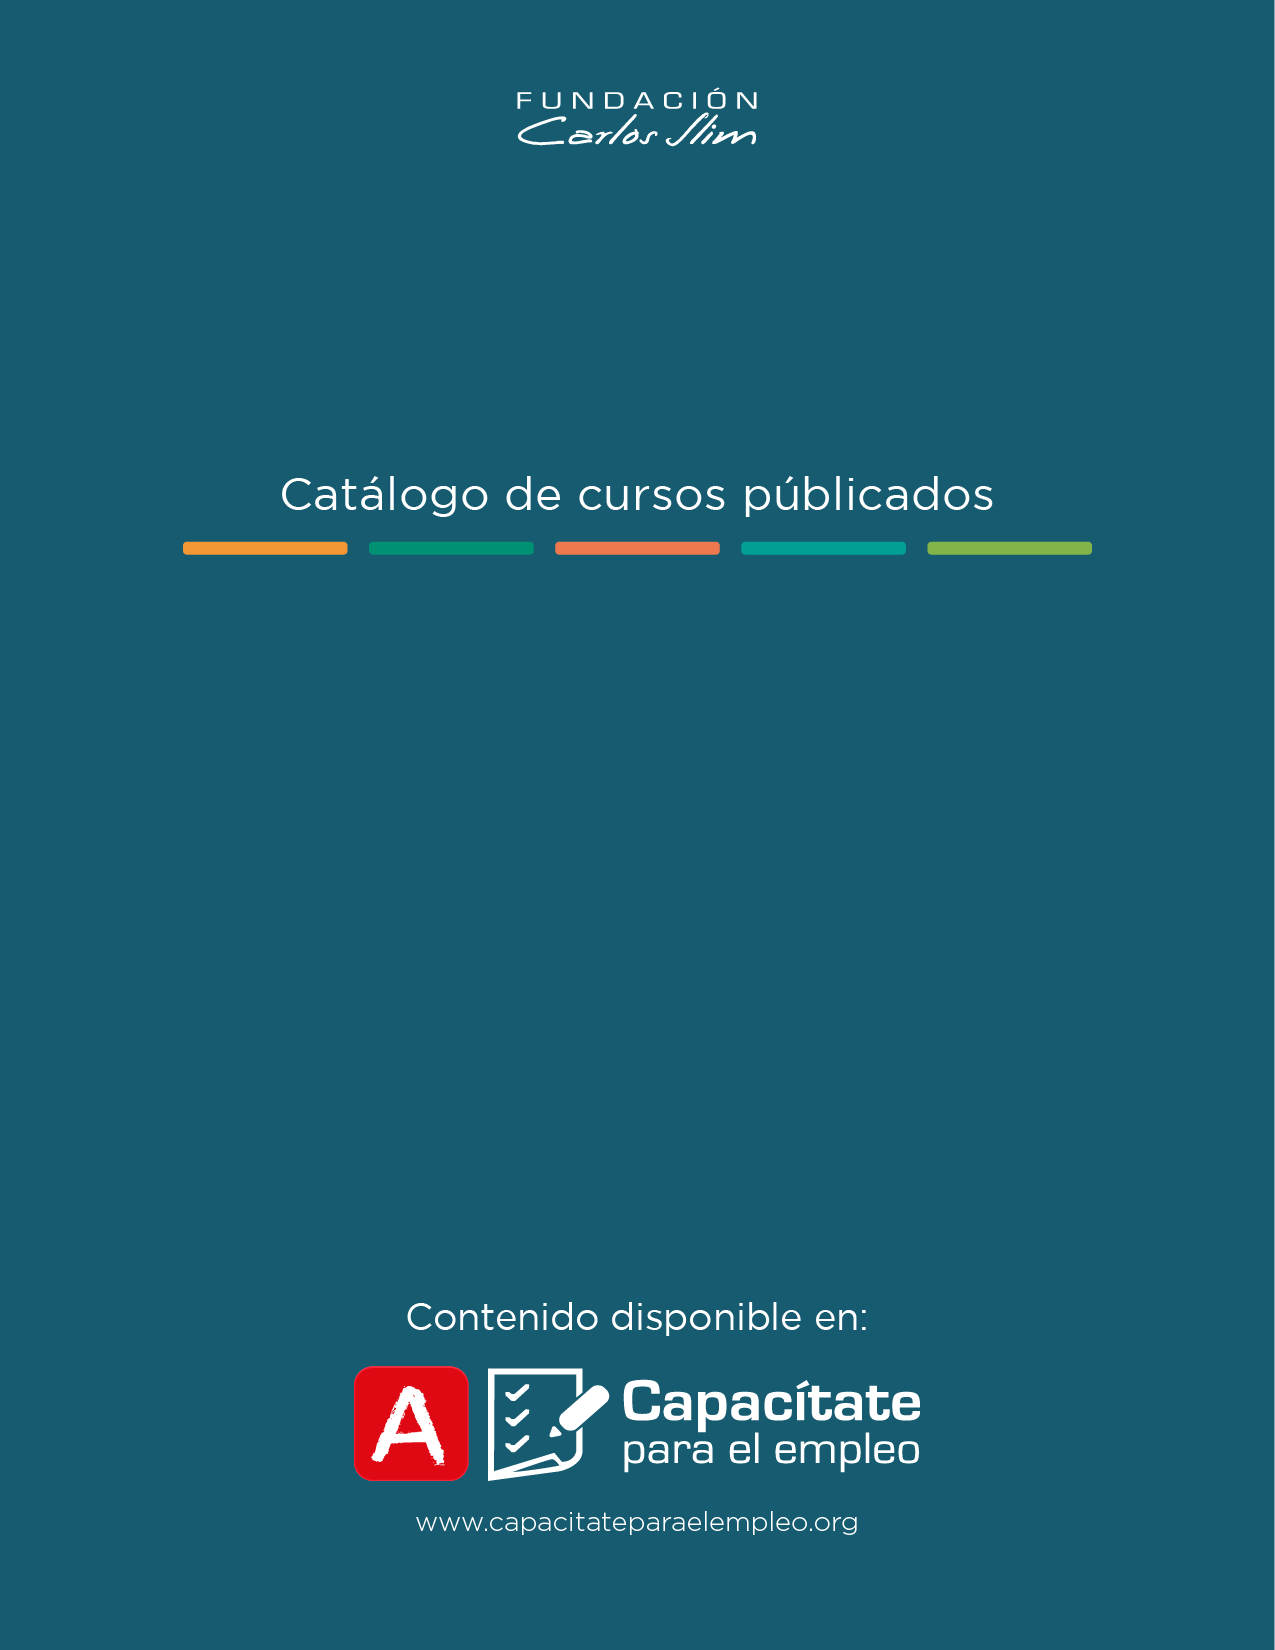 FUNDACIÓN
Carlos Slim
Catálogo de cursos públicados
Contenido disponible en:
A
Capacítate
para el empleo
www.capacitateparaelempleo.org